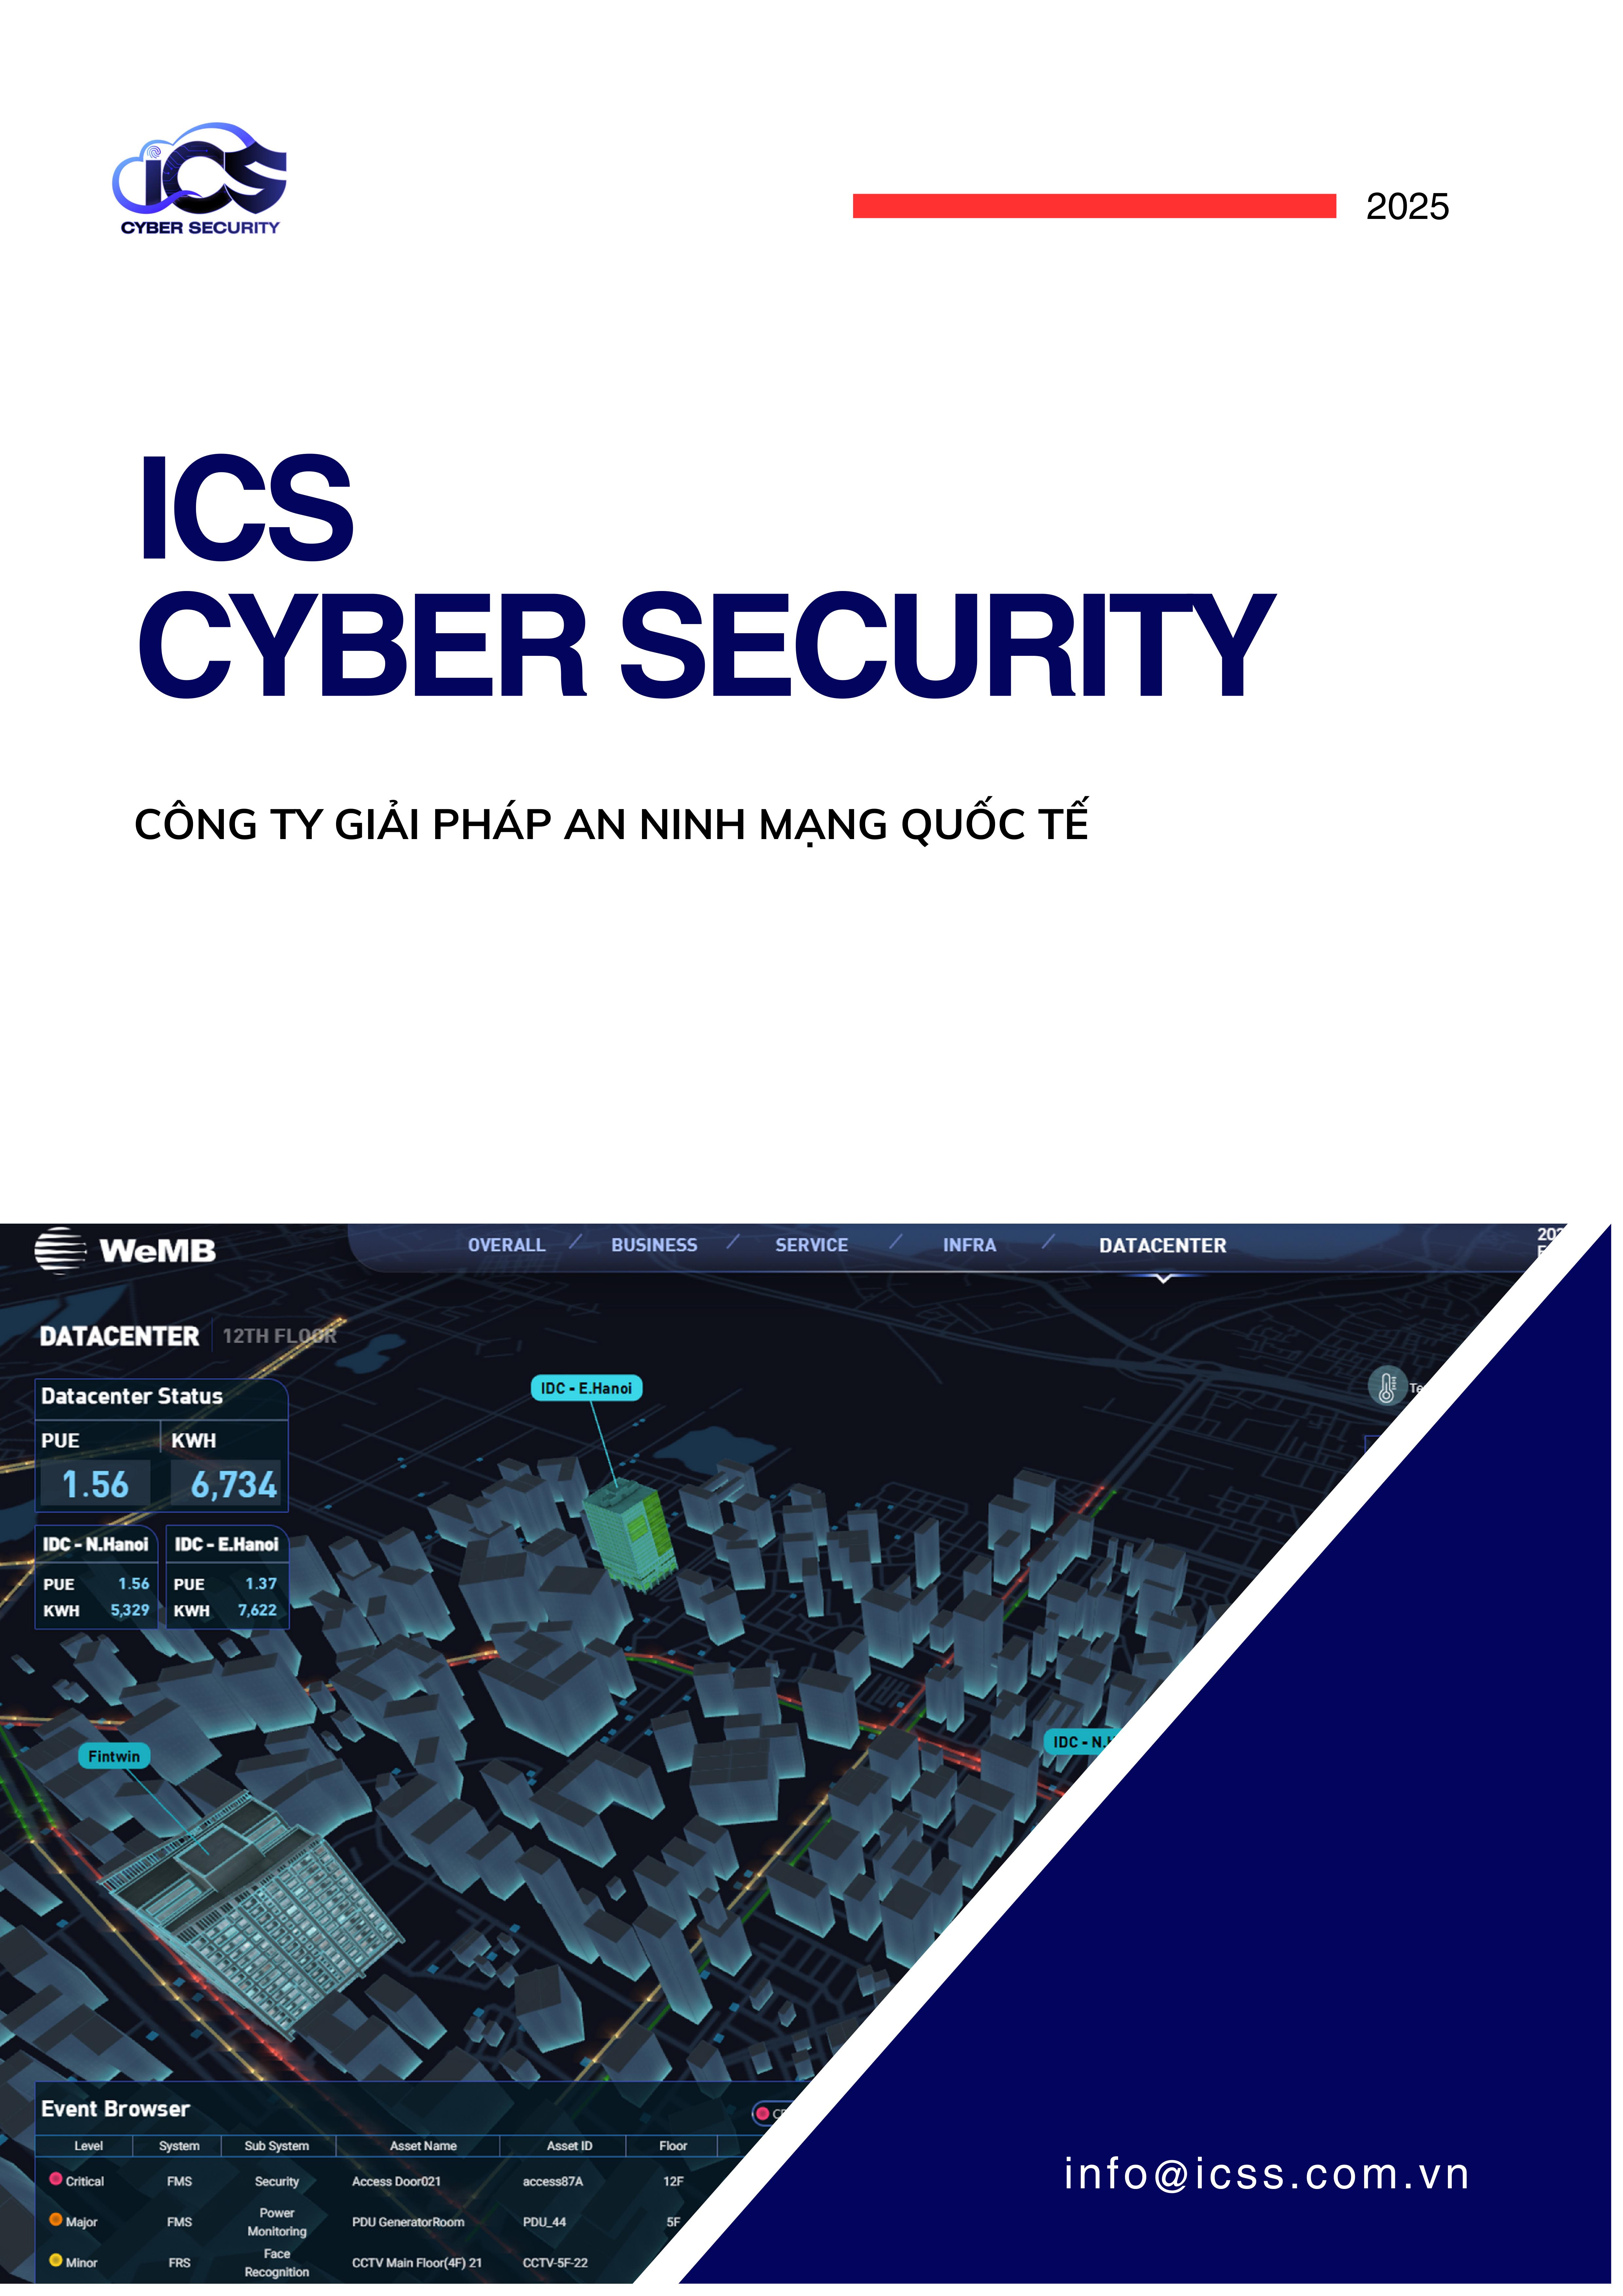 iCS
CYBER SECURITY
2025
ICS
CYBER SECURITY
CÔNG TY GIẢI PHÁP AN NINH MẠNG QUỐC TẾ
WeMB
OVERALL / BUSINESS / SERVICE / INFRA / DATACENTER
DATACENTER | 12TH FLOOR
IDC - E.Hanoi
Datacenter Status
PUE KWH
1.56 6,734
IDC - N.Hanoi IDC - E.Hanoi
PUE 1.56 PUE 1.37
KWH 5,329 KWH 7,622
IDC - N.
Fintwin
Event Browser
Level System Sub System Asset Name Asset ID Floor
Critical FMS Security Access Door021 access87A 12F
Major FMS Power Monitoring PDU GeneratorRoom PDU_44 5F
Minor FRS Face Recognition CCTV Main Floor(4F) 21 CCTV-5F-22
info@icss.com.vn